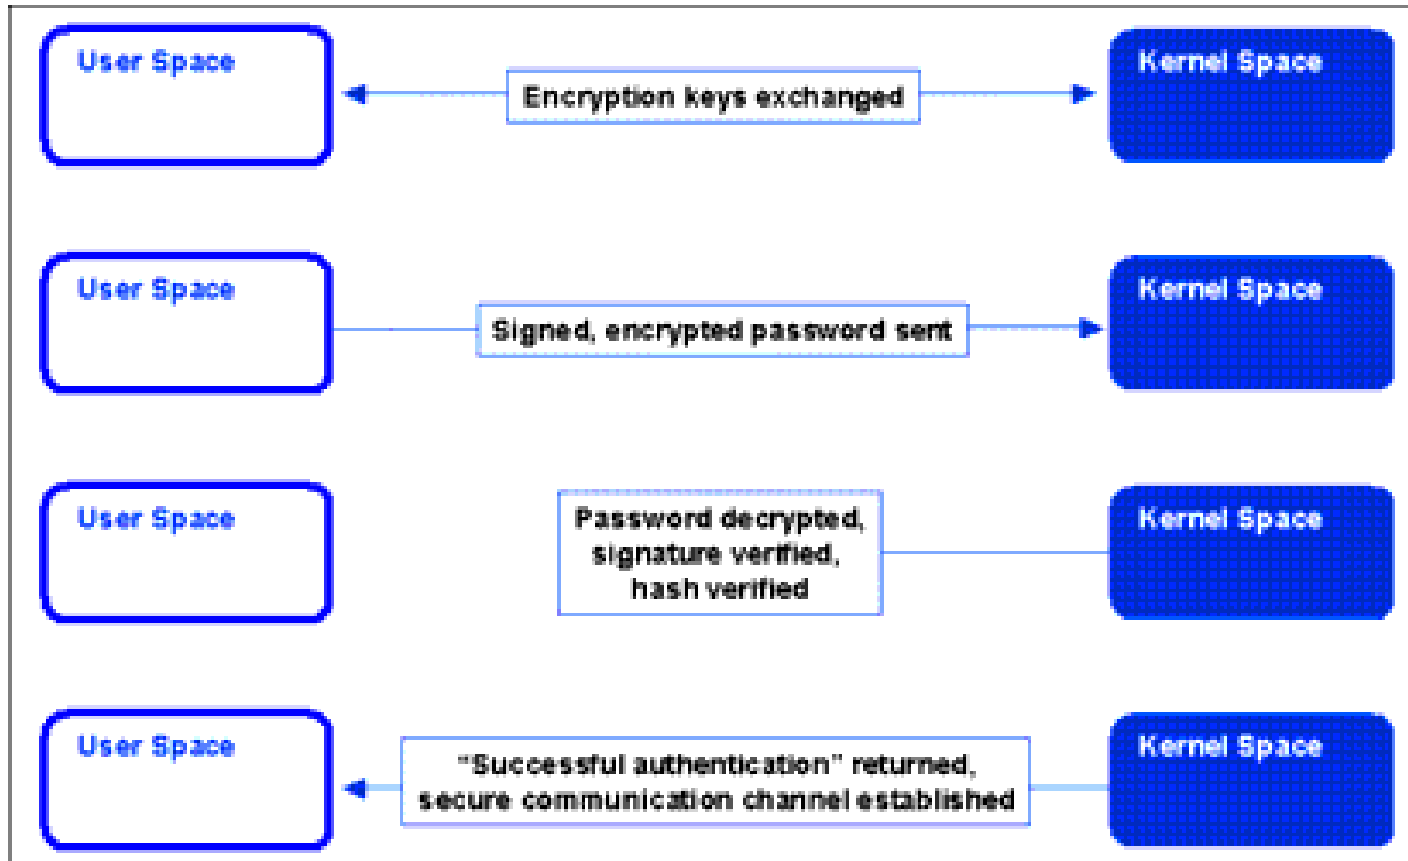 User Space
Encryption keys exchanged
Kernel Space
User Space
Signed, encrypted password sent
Kernel Space
User Space
Password decrypted,
signature verified,
hash verified
Kernel Space
User Space
“Successful authentication” returned,
secure communication channel established
Kernel Space